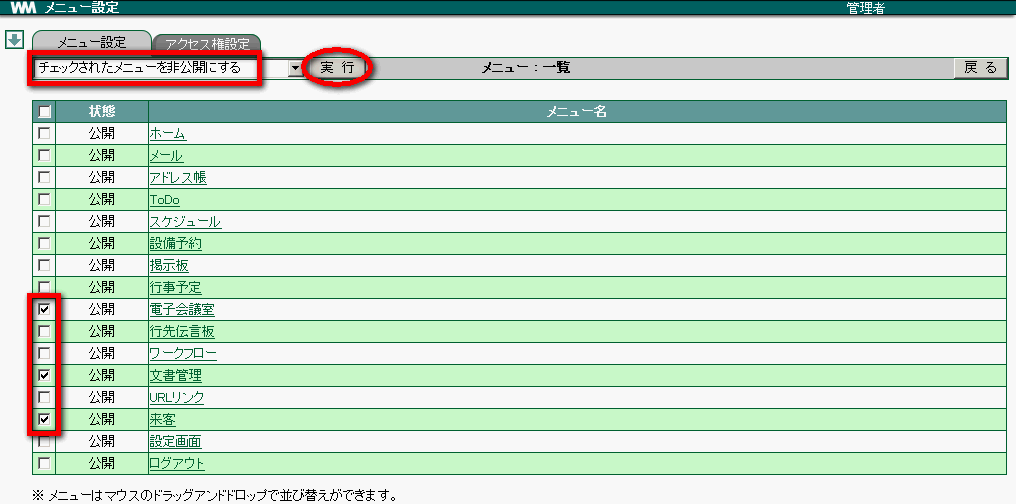 WM メニュー設定 管理者
メニュー設定 アクセス権設定
チェックされたメニューを非公開にする 実 行 メニュー：一覧 戻 る
状態 メニュー名
公開 ホーム
公開 メール
公開 アドレス帳
公開 ToDo
公開 スケジュール
公開 設備予約
公開 掲示板
公開 行事予定
公開 電子会議室
公開 行先伝言板
公開 ワークフロー
公開 文書管理
公開 URLリンク
公開 来客
公開 設定画面
公開 ログアウト
※ メニューはマウスのドラッグアンドドロップで並び替えができます。